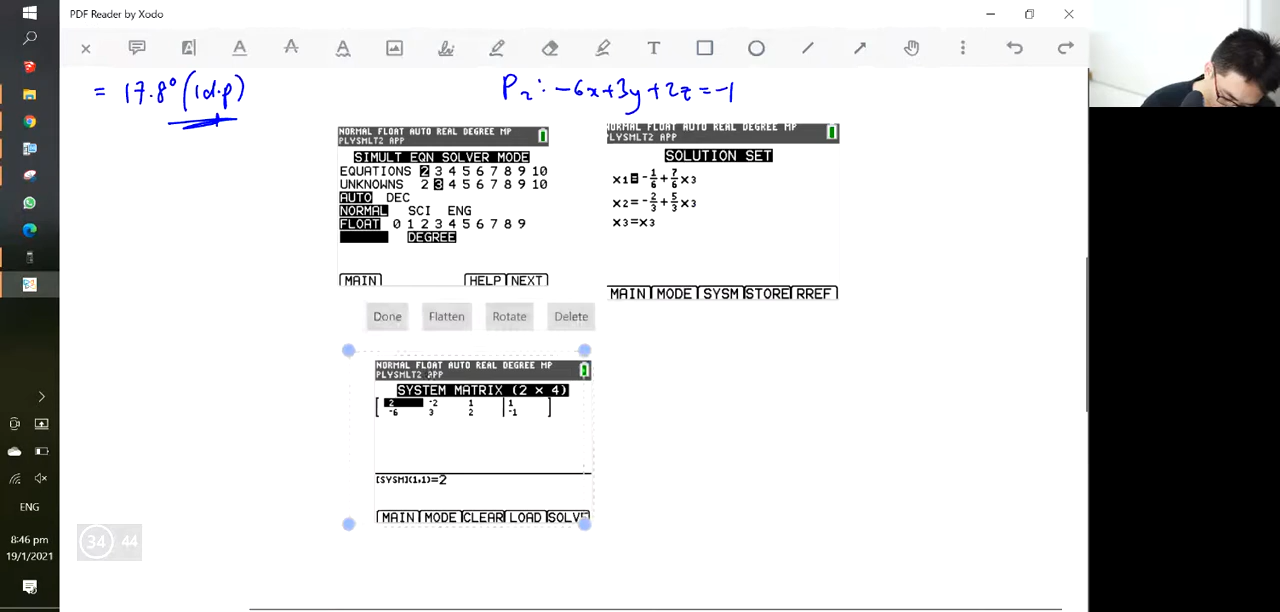 PDF Reader by Xodo
= 17.8° (1d.p)
P₂: -6x+3y+2z=-1
NORMAL FLOAT AUTO REAL DEGREE MP
PLYSMLT2 APP
SIMULT EQN SOLVER MODE
EQUATIONS 2 3 4 5 6 7 8 9 10
UNKNOWNS 2 3 4 5 6 7 8 9 10
AUTO DEC
NORMAL SCI ENG
FLOAT 0 1 2 3 4 5 6 7 8 9
DEGREE
MAIN HELP NEXT
NORMAL FLOAT AUTO REAL DEGREE MP
PLYSMLT2 APP
SOLUTION SET
x1=-1/6+7/6x3
x2=-2/3+5/3x3
x3=x3
MAIN MODE SYSM STORE RREF
Done Flatten Rotate Delete
NORMAL FLOAT AUTO REAL DEGREE MP
PLYSMLT2 APP
SYSTEM MATRIX (2 × 4)
2 -2 1 1
-6 3 2 -1
[SYSM](1,1)=2
MAIN MODE CLEAR LOAD SOLVE
ENG
8:46 pm
19/1/2021
34 44